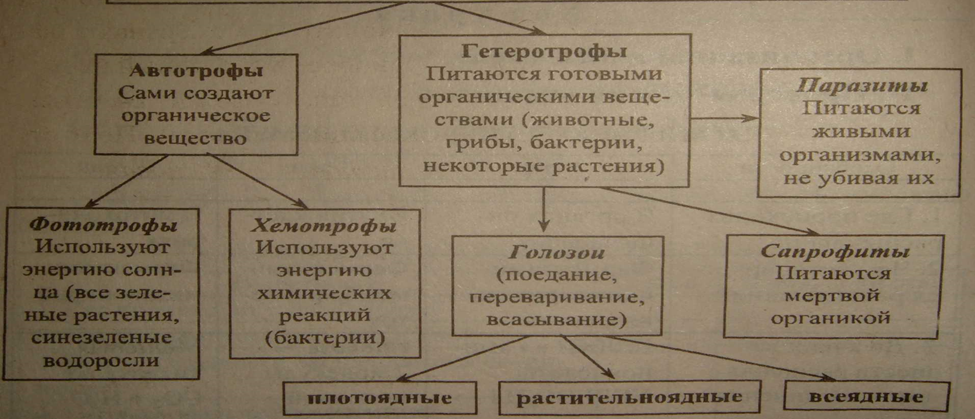 Автотрофы
Сами создают
органическое
вещество
Гетеротрофы
Питаются готовыми
органическими веще-
ствами (животные,
грибы, бактерии,
некоторые растения)
Паразиты
Питаются
живыми
организмами,
не убивая их
Фототрофы
Используют
энергию солн-
ца (все зеле-
ные растения,
синезеленые
водоросли
Хемотрофы
Используют
энергию
химических
реакций
(бактерии)
Голозои
(поедание,
переваривание,
всасывание)
Сапрофиты
Питаются
мертвой
органикой
плотоядные
растительноядные
всеядные